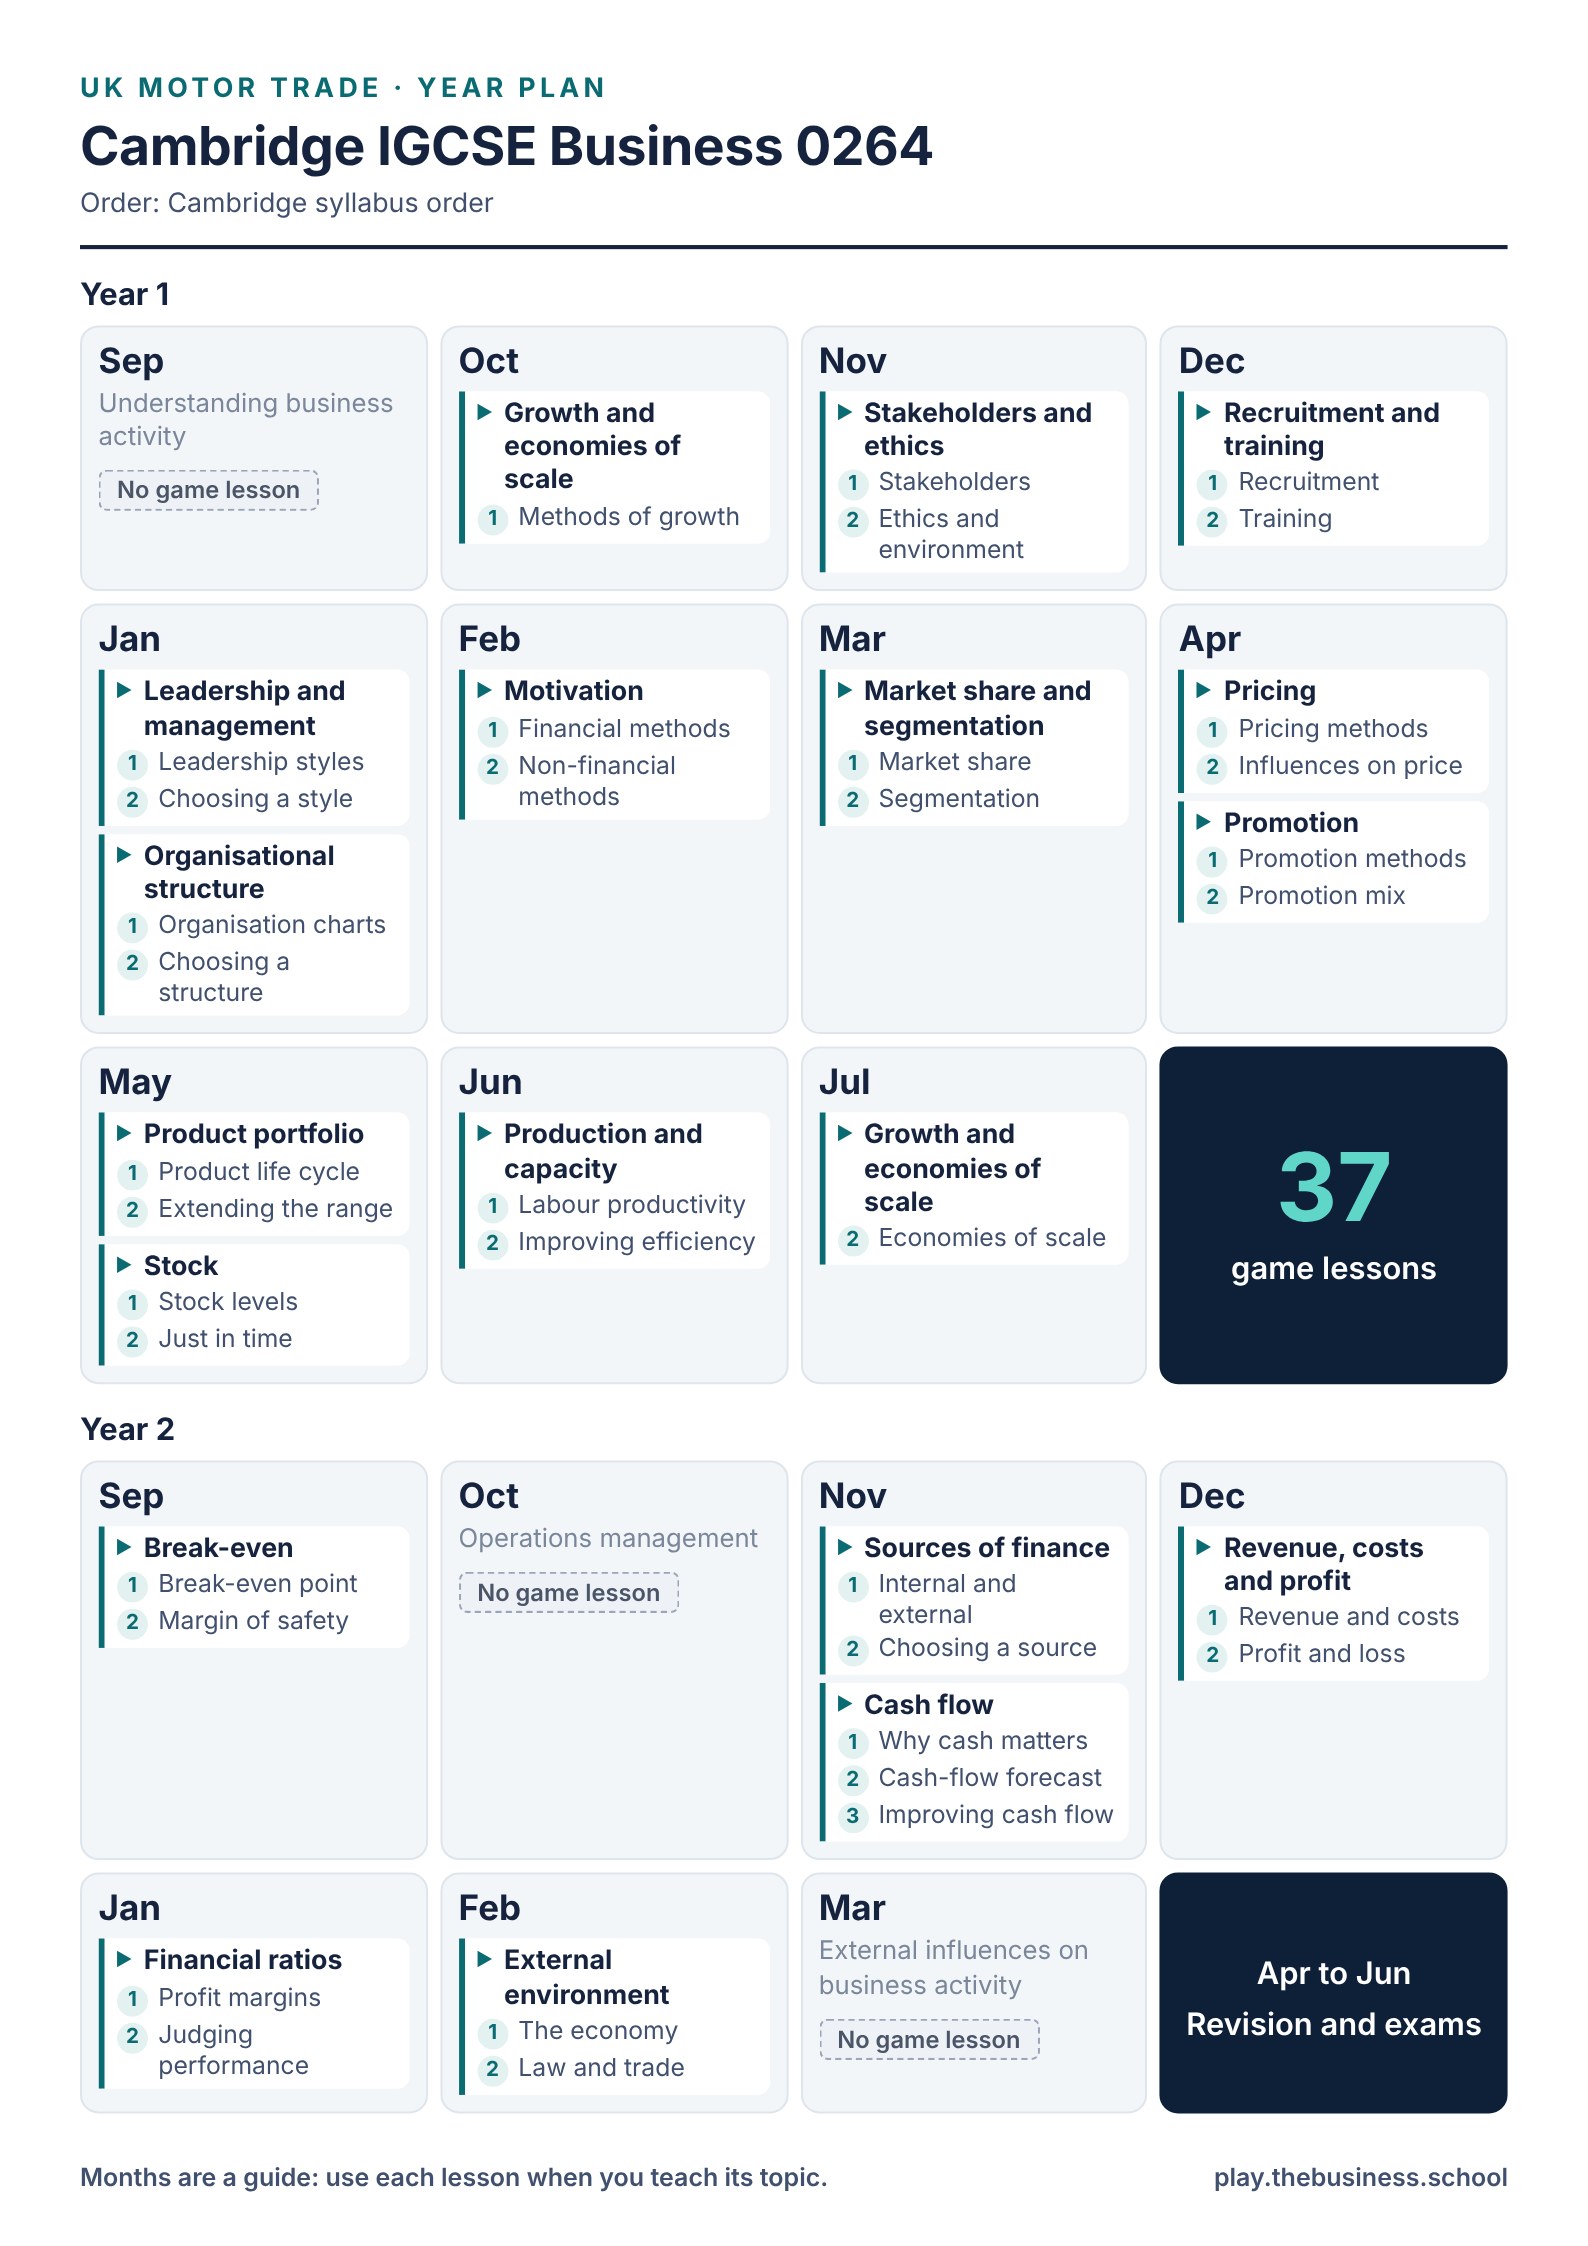 UK MOTOR TRADE · YEAR PLAN
Cambridge IGCSE Business 0264
Order: Cambridge syllabus order
Year 1
Sep
Understanding business
activity
No game lesson
Oct
Growth and
economies of
scale
1 Methods of growth
Nov
Stakeholders and
ethics
1 Stakeholders
2 Ethics and
environment
Dec
Recruitment and
training
1 Recruitment
2 Training
Jan
Leadership and
management
1 Leadership styles
2 Choosing a style
Organisational
structure
1 Organisation charts
2 Choosing a
structure
Feb
Motivation
1 Financial methods
2 Non-financial
methods
Mar
Market share and
segmentation
1 Market share
2 Segmentation
Apr
Pricing
1 Pricing methods
2 Influences on price
Promotion
1 Promotion methods
2 Promotion mix
May
Product portfolio
1 Product life cycle
2 Extending the range
Stock
1 Stock levels
2 Just in time
Jun
Production and
capacity
1 Labour productivity
2 Improving efficiency
Jul
Growth and
economies of
scale
2 Economies of scale
37
game lessons
Year 2
Sep
Break-even
1 Break-even point
2 Margin of safety
Oct
Operations management
No game lesson
Nov
Sources of finance
1 Internal and
external
2 Choosing a source
Cash flow
1 Why cash matters
2 Cash-flow forecast
3 Improving cash flow
Dec
Revenue, costs
and profit
1 Revenue and costs
2 Profit and loss
Jan
Financial ratios
1 Profit margins
2 Judging
performance
Feb
External
environment
1 The economy
2 Law and trade
Mar
External influences on
business activity
No game lesson
Apr to Jun
Revision and exams
Months are a guide: use each lesson when you teach its topic.
play.thebusiness.school